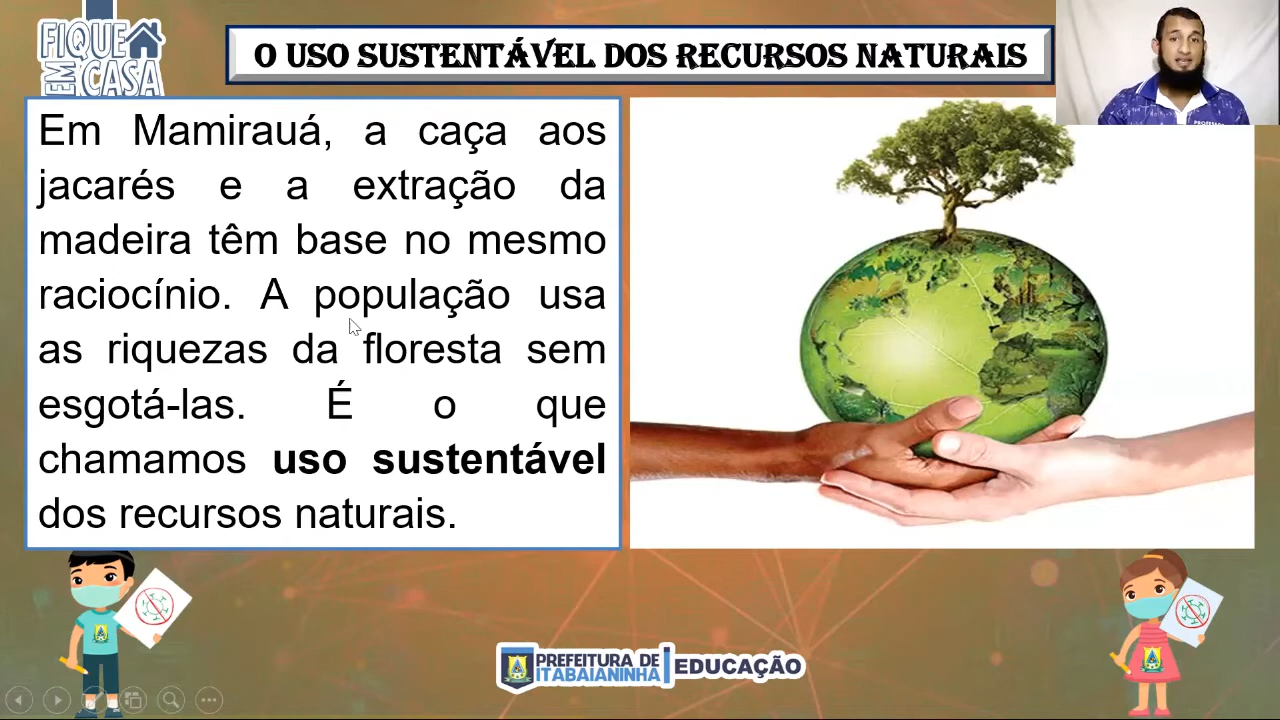 FIQUE
EM CASA
O USO SUSTENTÁVEL DOS RECURSOS NATURAIS
PROFESSOR
Em Mamirauá, a caça aos
jacarés e a extração da
madeira têm base no mesmo
raciocínio. A população usa
as riquezas da floresta sem
esgotá-las. É o que
chamamos uso sustentável
dos recursos naturais.
PREFEITURA DE
ITABAIANINHA
EDUCAÇÃO